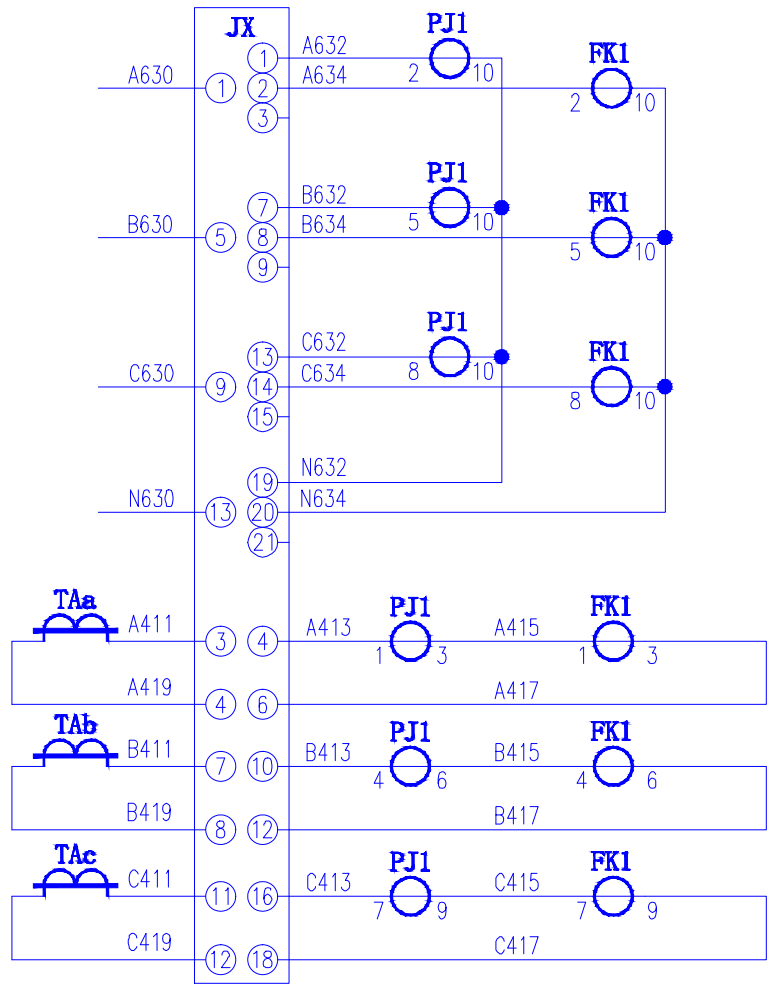 JX PJ1
FK1
1 A632 2 10
A630 1 2 A634 2 10
3
PJ1
FK1
7 B632 5 10
B630 5 8 B634 5 10
9
PJ1
FK1
13 C632 8 10
C630 9 14 C634 8 10
15
19 N632
N630 13 20 N634
21
TAa PJ1 FK1
A411 3 4 A413 1 3 A415 1 3
A419 4 6 A417
TAb PJ1 FK1
B411 7 10 B413 4 6 B415 4 6
B419 8 12 B417
TAc PJ1 FK1
C411 11 16 C413 7 9 C415 7 9
C419 12 18 C417